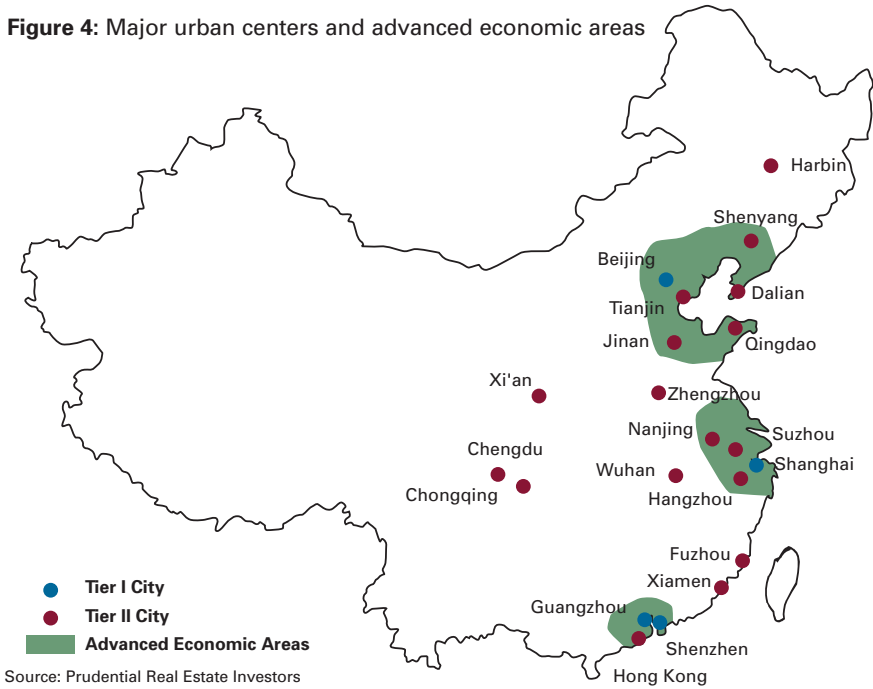 Figure 4: Major urban centers and advanced economic areas
Harbin
Shenyang
Beijing
Dalian
Tianjin
Jinan
Qingdao
Xi'an
Zhengzhou
Nanjing
Suzhou
Chengdu
Shanghai
Wuhan
Chongqing
Hangzhou
Fuzhou
Xiamen
Guangzhou
Shenzhen
Hong Kong
Tier I City
Tier II City
Advanced Economic Areas
Source: Prudential Real Estate Investors